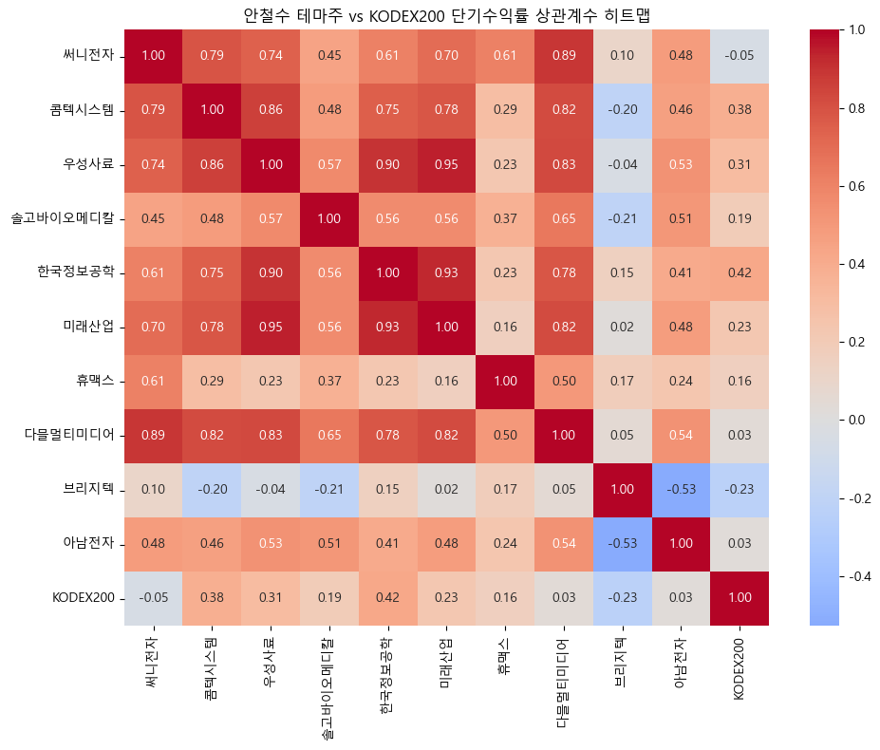 안철수 테마주 vs KODEX200 단기수익률 상관계수 히트맵
써니전자 1.00 0.79 0.74 0.45 0.61 0.70 0.61 0.89 0.10 0.48 -0.05
콤텍시스템 0.79 1.00 0.86 0.48 0.75 0.78 0.29 0.82 -0.20 0.46 0.38
우성사료 0.74 0.86 1.00 0.57 0.90 0.95 0.23 0.83 -0.04 0.53 0.31
솔고바이오메디칼 0.45 0.48 0.57 1.00 0.56 0.56 0.37 0.65 -0.21 0.51 0.19
한국정보공학 0.61 0.75 0.90 0.56 1.00 0.93 0.23 0.78 0.15 0.41 0.42
미래산업 0.70 0.78 0.95 0.56 0.93 1.00 0.16 0.82 0.02 0.48 0.23
휴맥스 0.61 0.29 0.23 0.37 0.23 0.16 1.00 0.50 0.17 0.24 0.16
다믈멀티미디어 0.89 0.82 0.83 0.65 0.78 0.82 0.50 1.00 0.05 0.54 0.03
브리지텍 0.10 -0.20 -0.04 -0.21 0.15 0.02 0.17 0.05 1.00 -0.53 -0.23
아남전자 0.48 0.46 0.53 0.51 0.41 0.48 0.24 0.54 -0.53 1.00 0.03
KODEX200 -0.05 0.38 0.31 0.19 0.42 0.23 0.16 0.03 -0.23 0.03 1.00
써니전자
콤텍시스템
우성사료
솔고바이오메디칼
한국정보공학
미래산업
휴맥스
다믈멀티미디어
브리지텍
아남전자
KODEX200
1.0
0.8
0.6
0.4
0.2
0.0
-0.2
-0.4